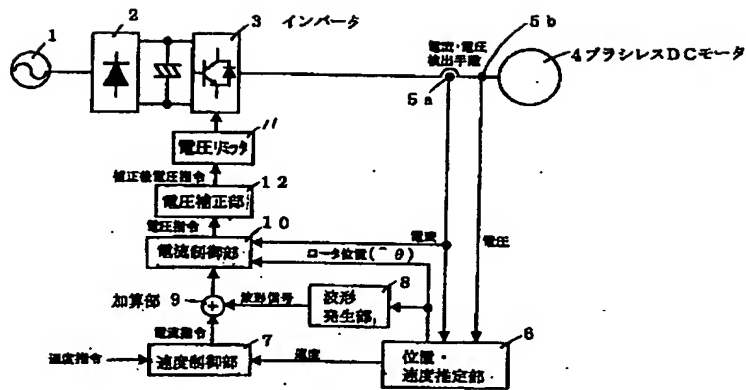 1
2
3 インバータ
電流・電圧
検出手段
5b
5a
4ブラシレスDCモータ
11
電圧リミッタ
補正後電圧指令
12
電圧補正部
電圧指令
10
電流制御部
電流
電圧
ロータ位置(^θ)
加算部 9
波形信号
8
波形
発生部
電流指令
7
速度指令
速度制御部
速度
6
位置・
速度推定部